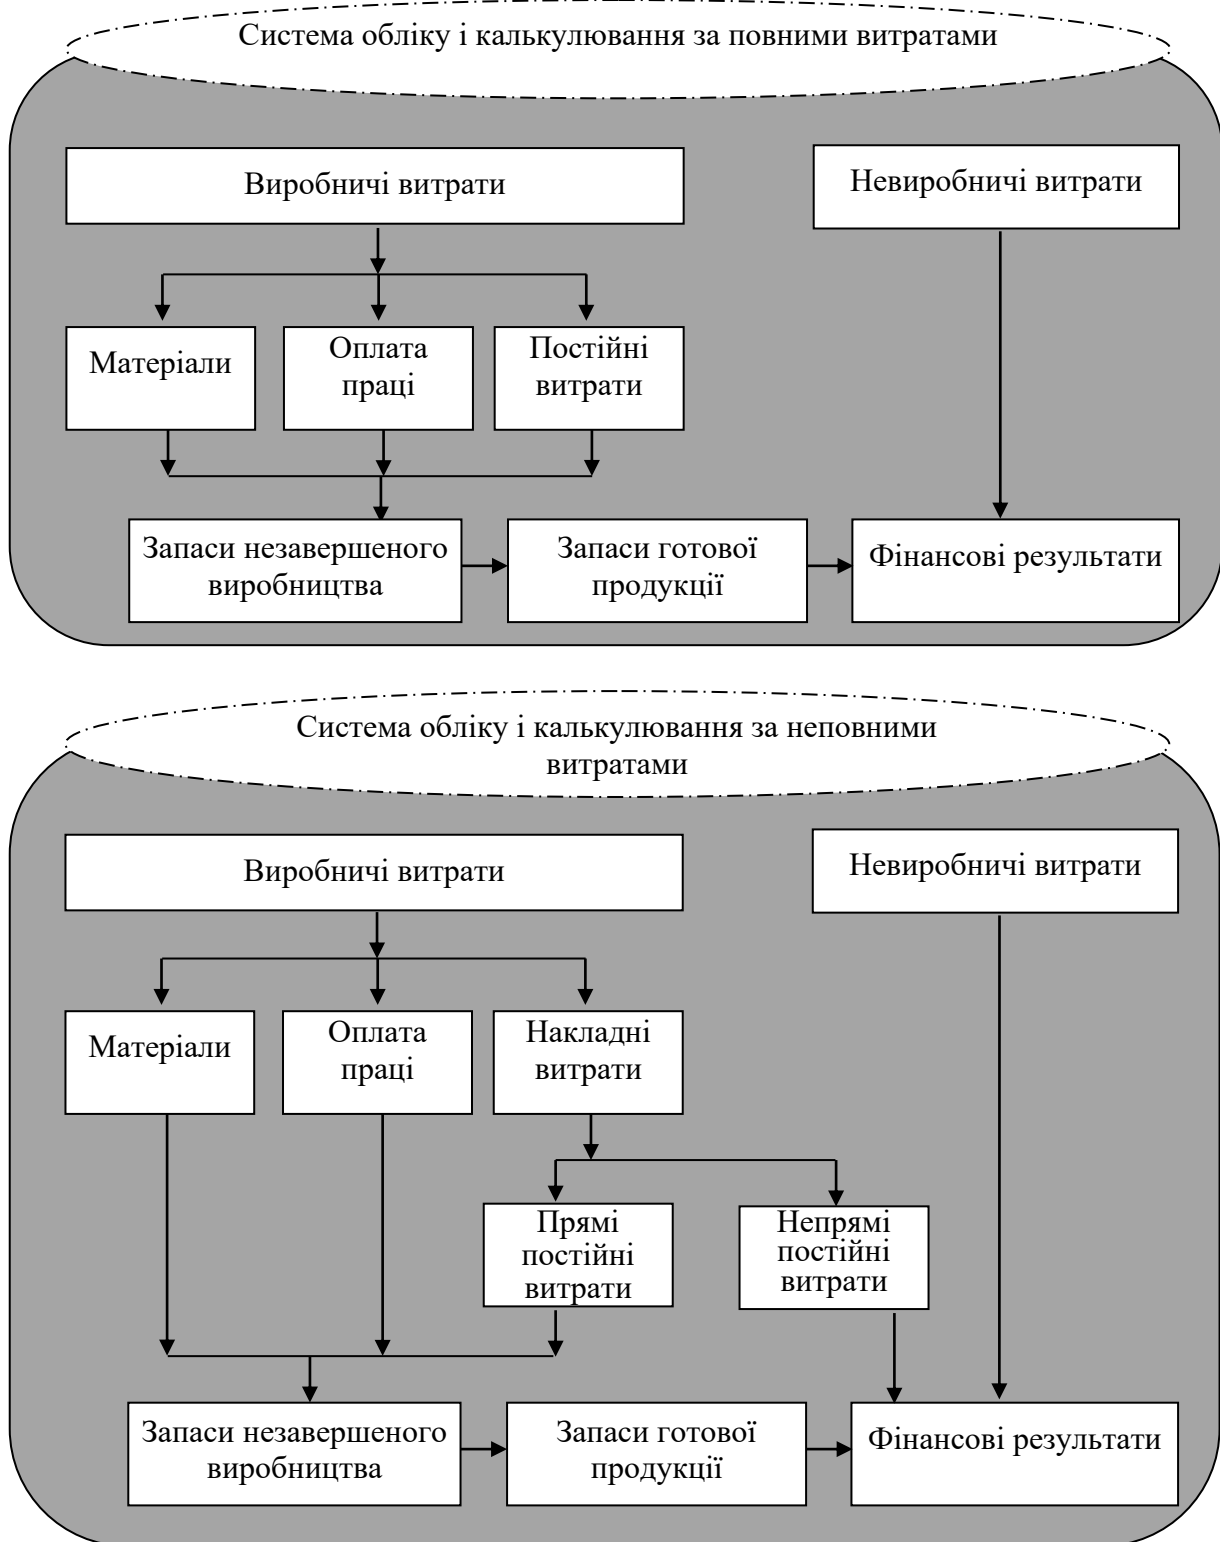 Система обліку і калькулювання за повними витратами
Виробничі витрати
Невиробничі витрати
Матеріали
Оплата
праці
Постійні
витрати
Запаси незавершеного
виробництва
Запаси готової
продукції
Фінансові результати
Система обліку і калькулювання за неповними
витратами
Виробничі витрати
Невиробничі витрати
Матеріали
Оплата
праці
Накладні
витрати
Прямі
постійні
витрати
Непрямі
постійні
витрати
Запаси незавершеного
виробництва
Запаси готової
продукції
Фінансові результати